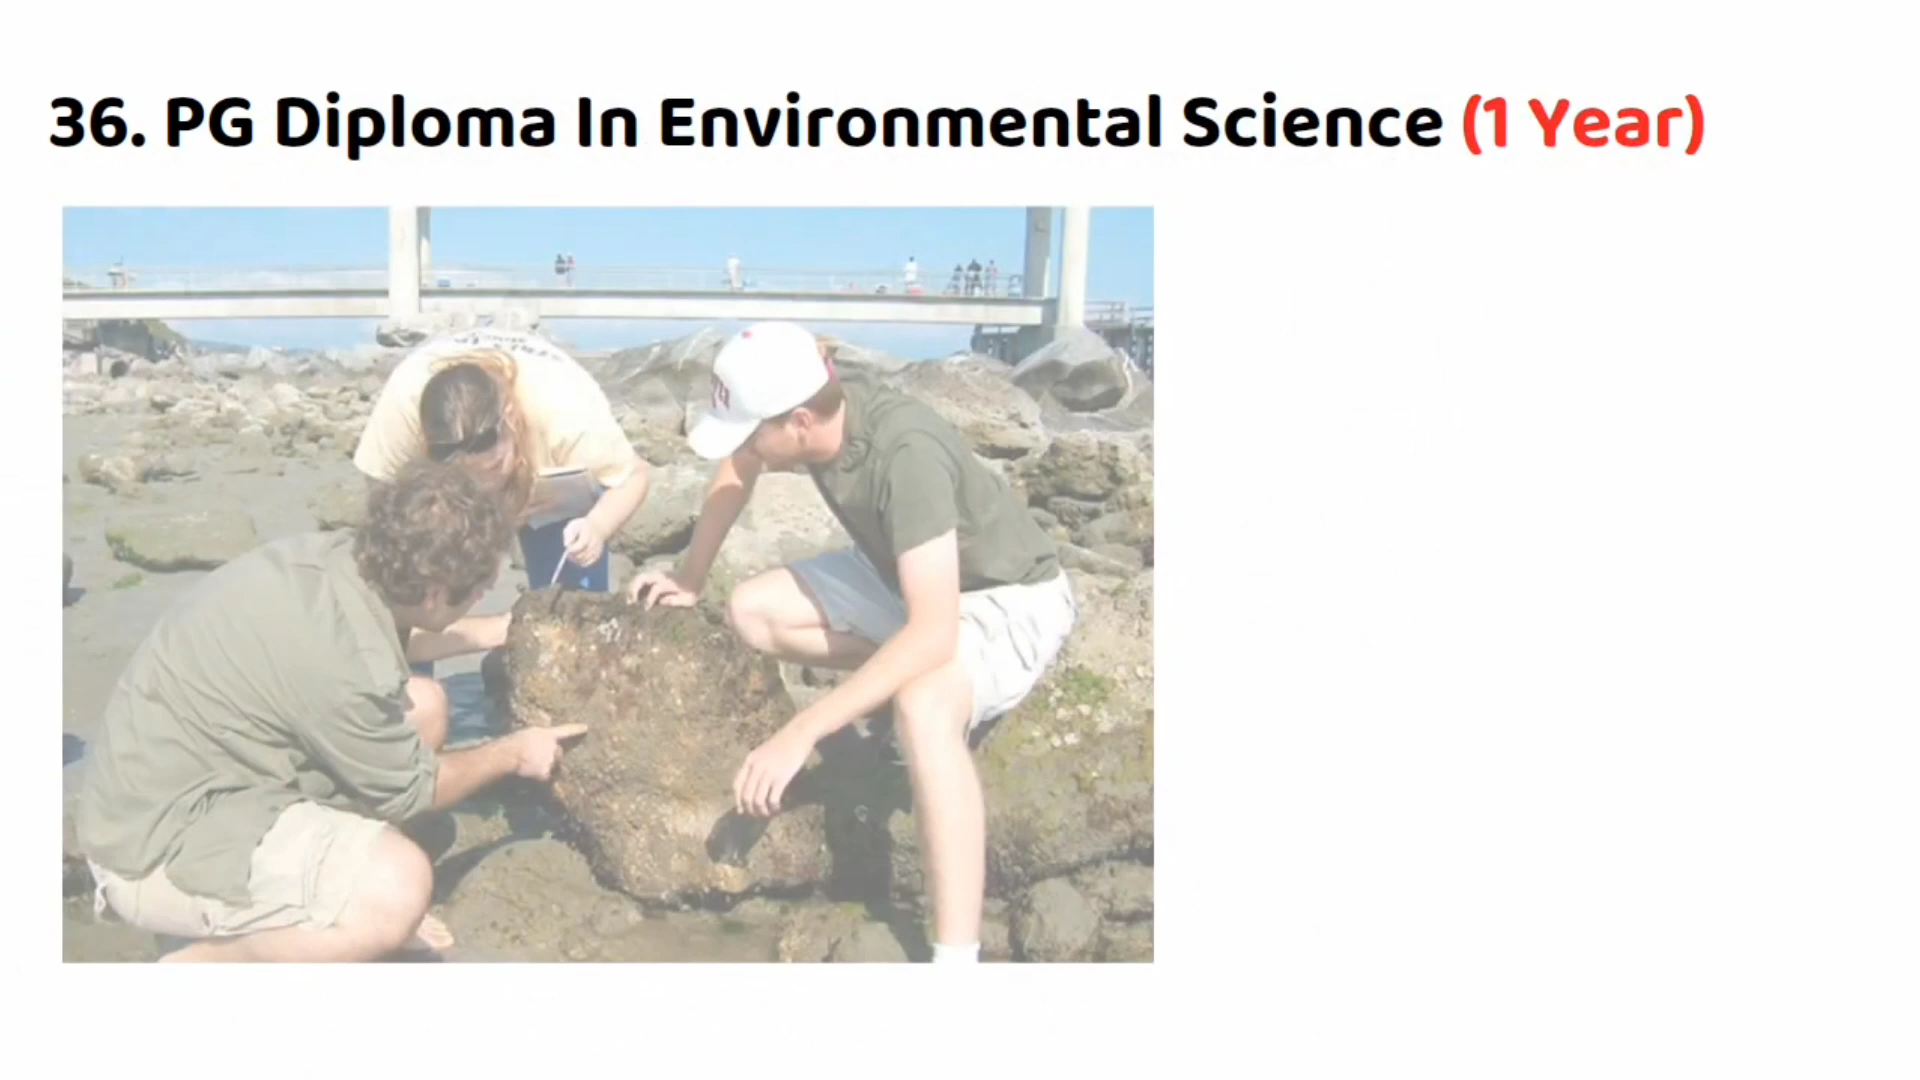 36. PG Diploma In Environmental Science (1 Year)